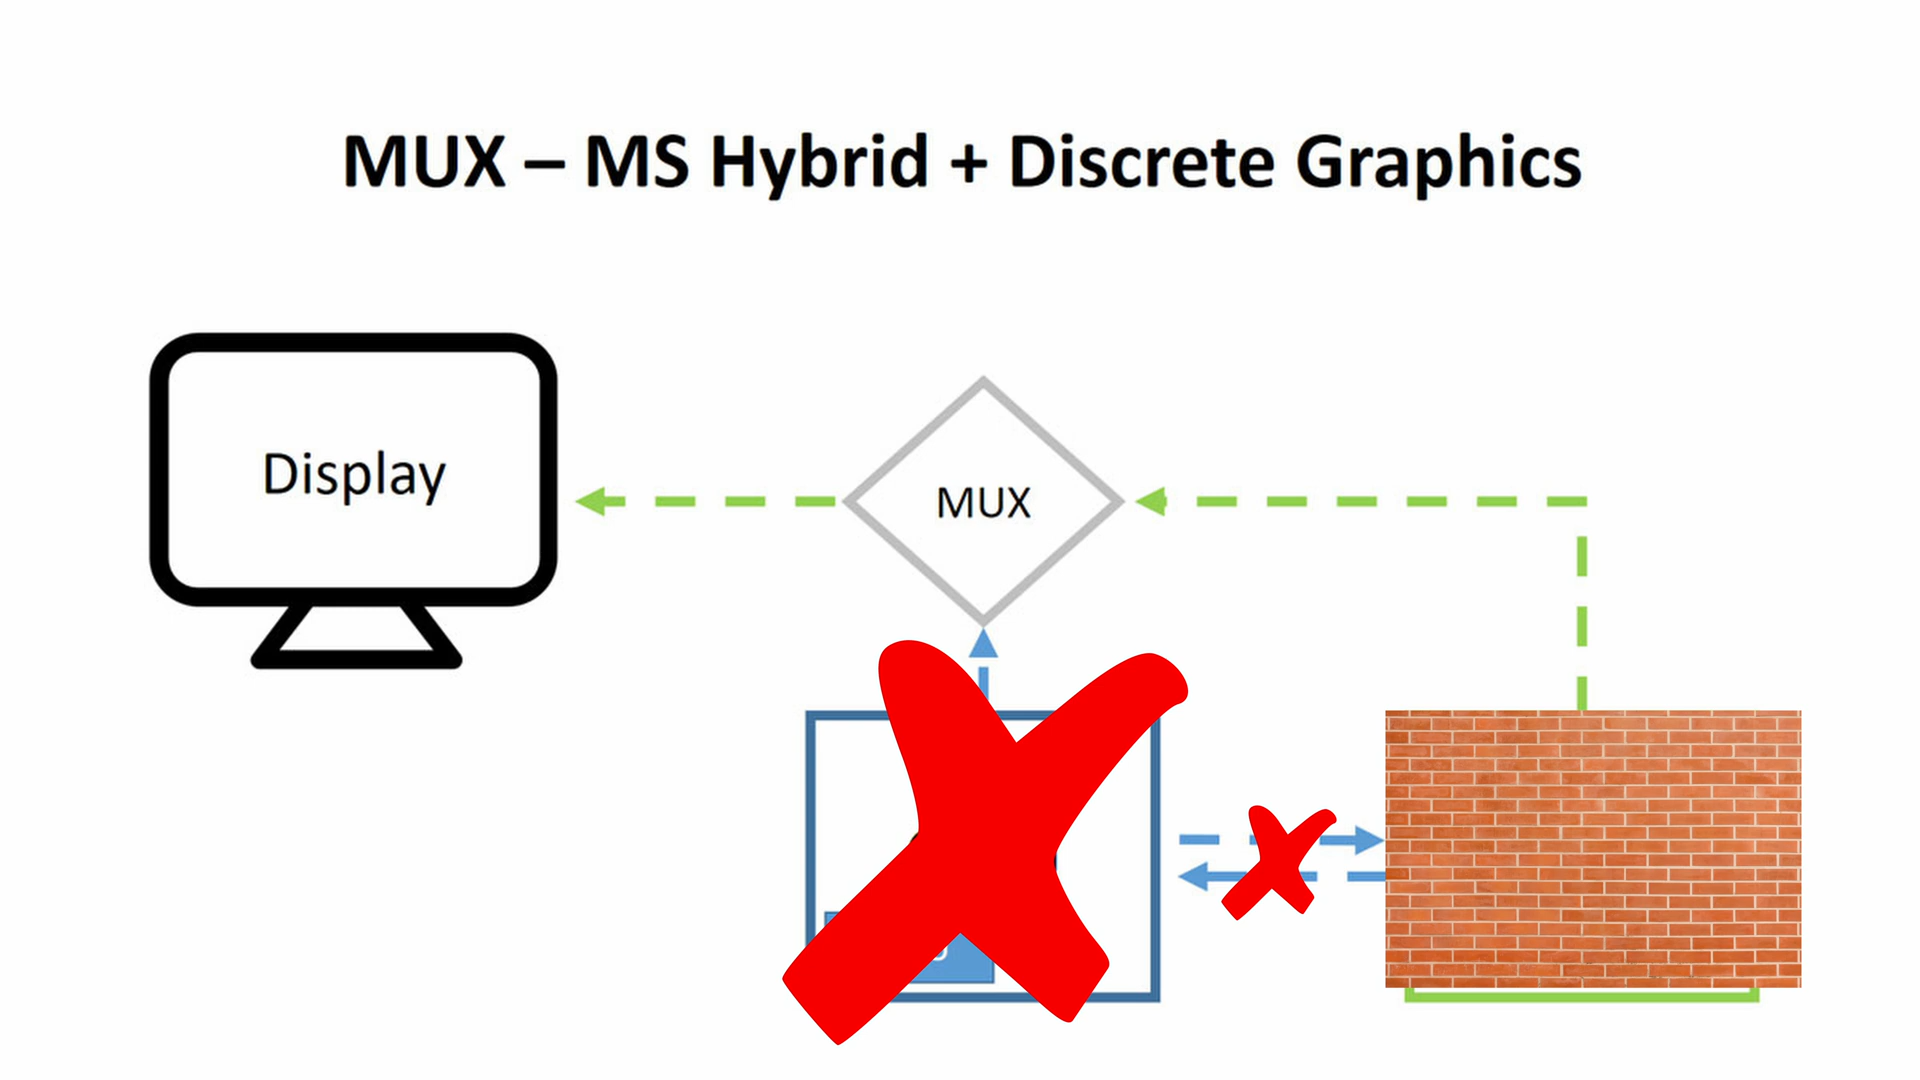 MUX – MS Hybrid + Discrete Graphics
Display
MUX